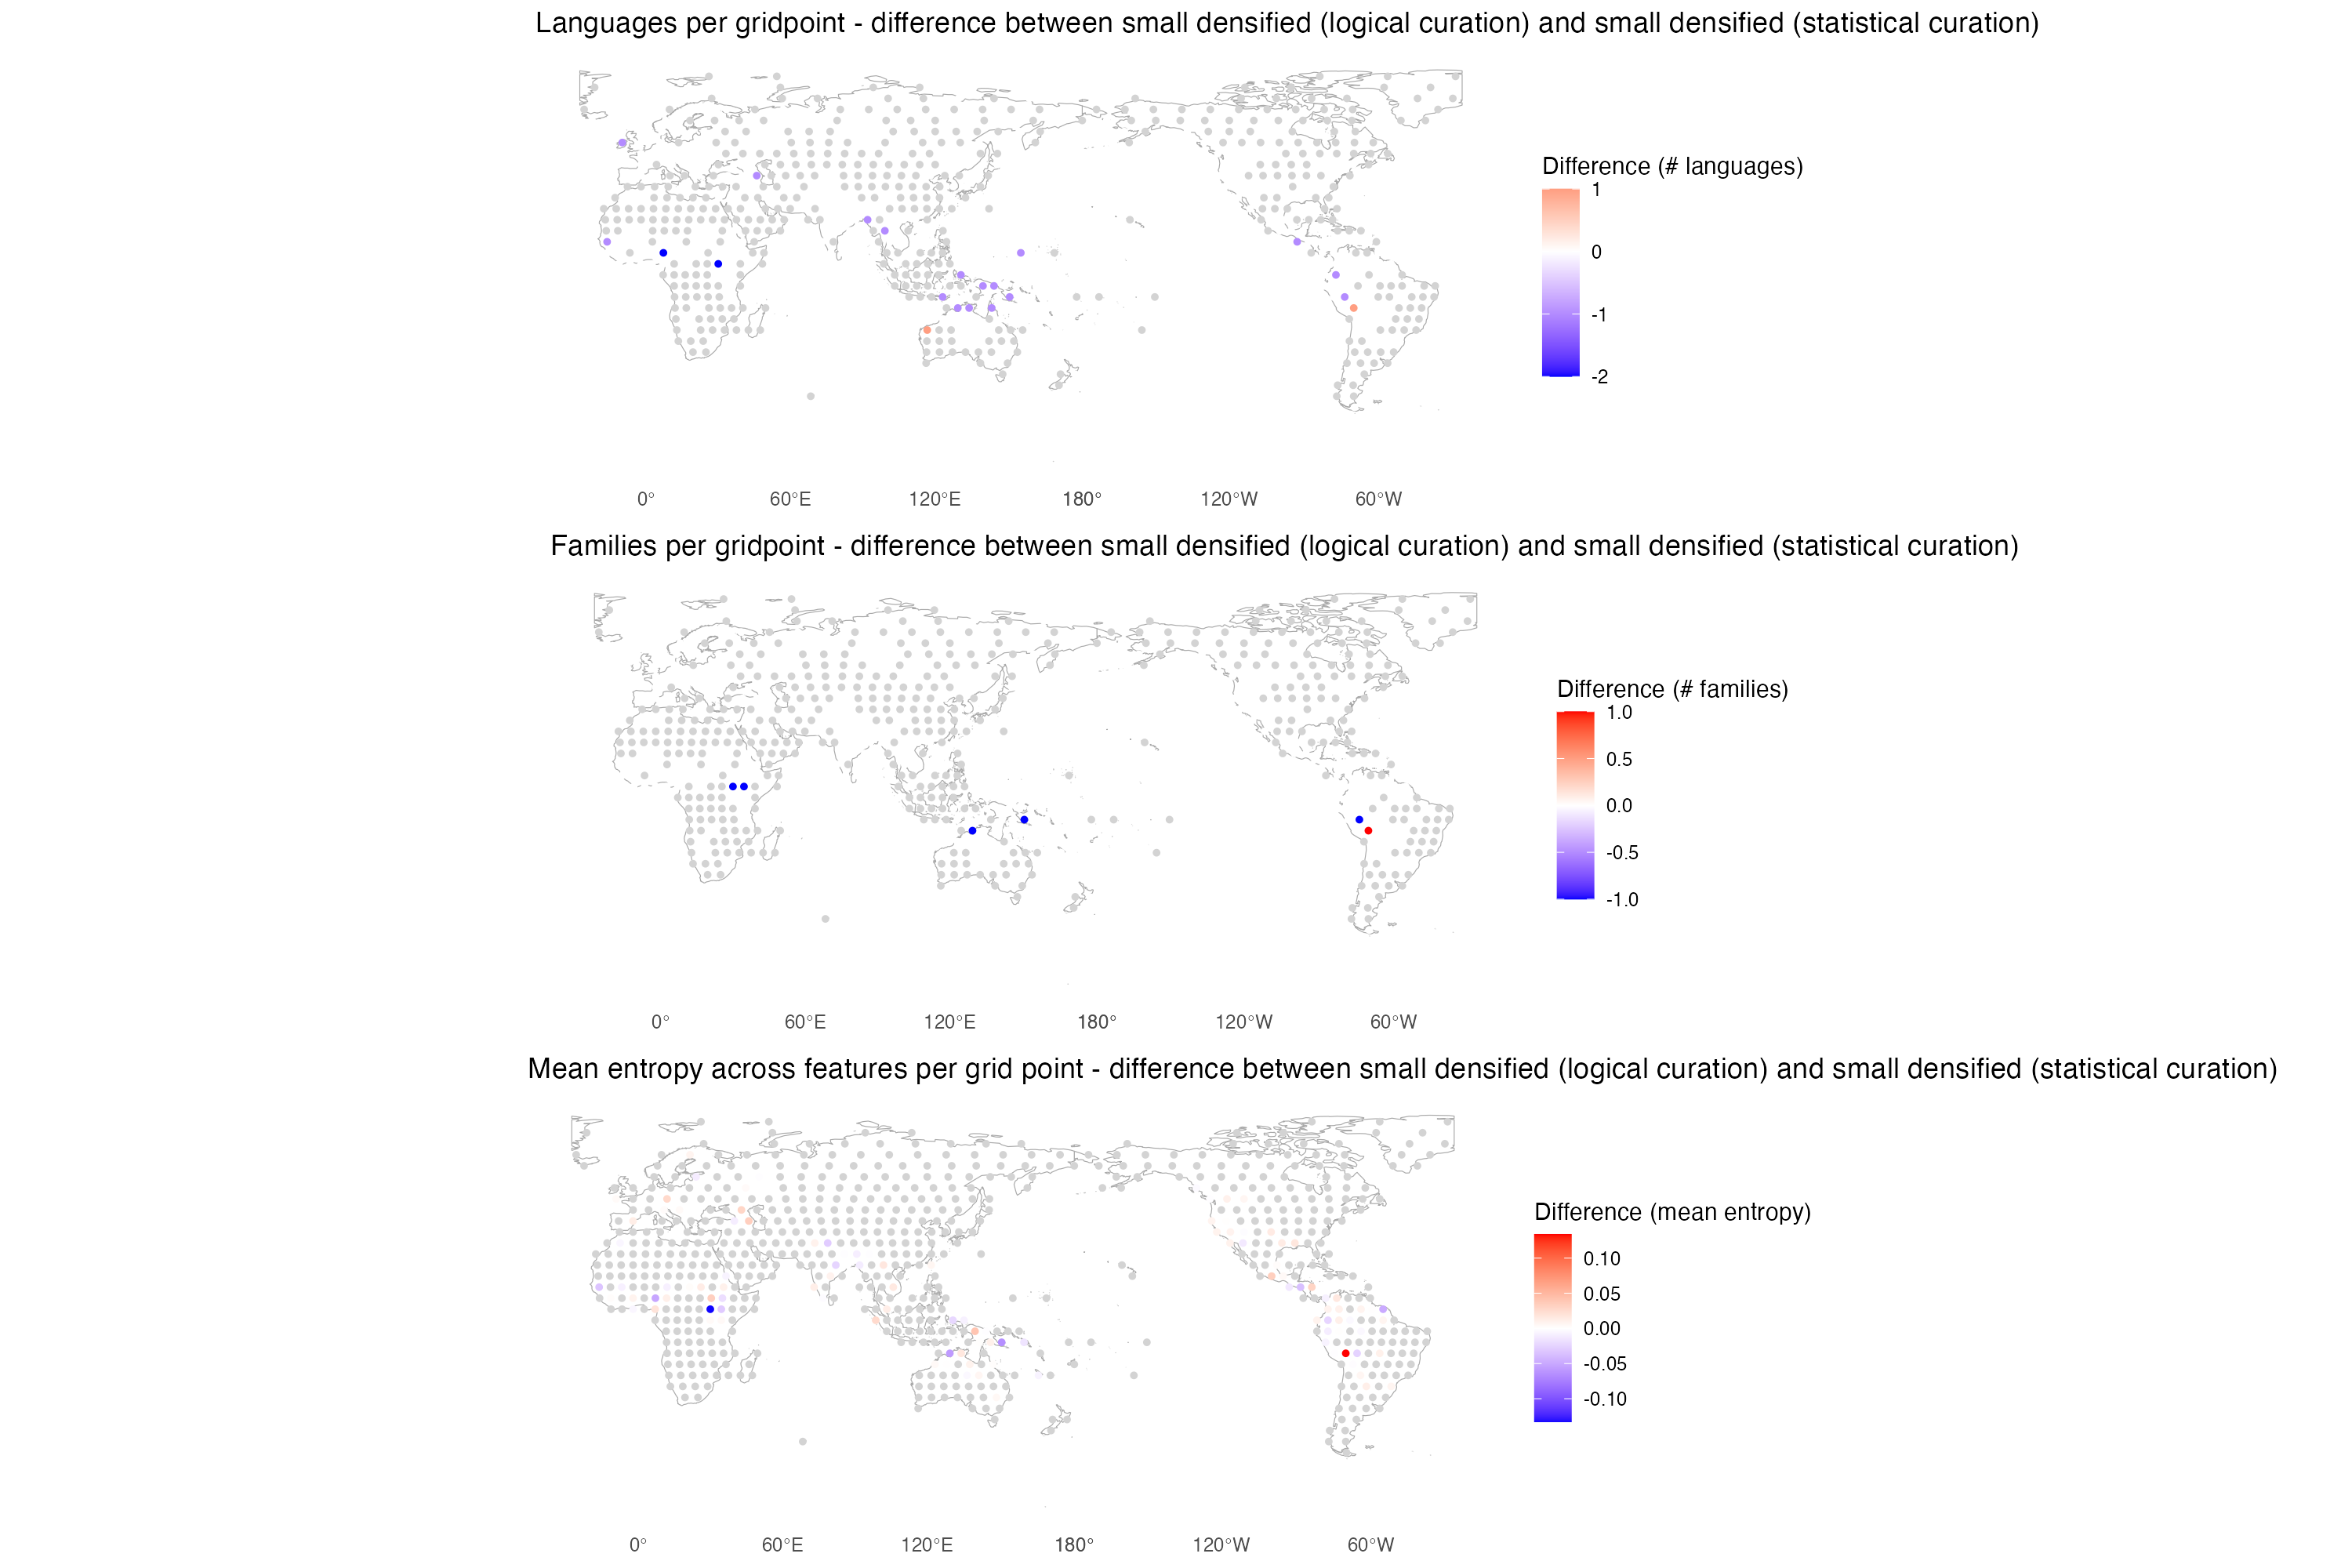 Languages per gridpoint - difference between small densified (logical curation) and small densified (statistical curation)
Difference (# languages)
1
0
-1
-2
0° 60°E 120°E 180° 120°W 60°W
Families per gridpoint - difference between small densified (logical curation) and small densified (statistical curation)
Difference (# families)
1.0
0.5
0.0
-0.5
-1.0
0° 60°E 120°E 180° 120°W 60°W
Mean entropy across features per grid point - difference between small densified (logical curation) and small densified (statistical curation)
Difference (mean entropy)
0.10
0.05
0.00
-0.05
-0.10
0° 60°E 120°E 180° 120°W 60°W